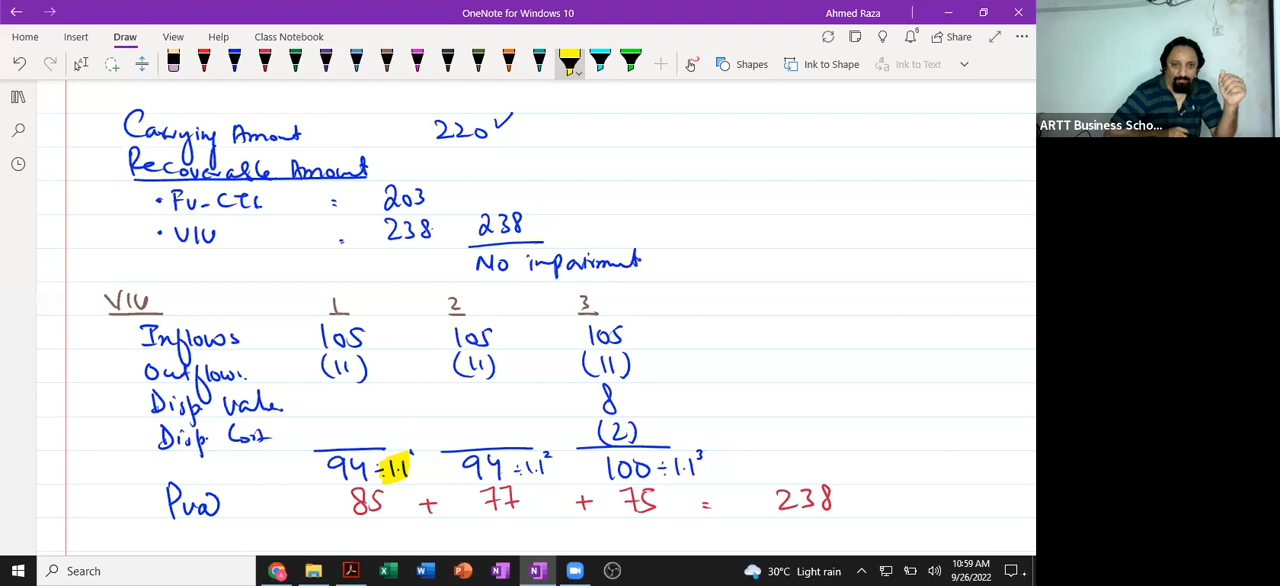 OneNote for Windows 10
Ahmed Raza
Home Insert Draw View Help Class Notebook
Share
Shapes Ink to Shape Ink to Text
ARTT Business Scho...
Carrying Amount 220 ✓
Recoverable Amount
• FV-CTS = 203
• VIU = 238 238
No impairment
VIU 1 2 3
Inflows 105 105 105
Outflows. (11) (11) (11)
Disp. value 8
Disp. Cost (2)
94 ÷ 1.1¹ 94 ÷ 1.1² 100 ÷ 1.1³
85 + 77 + 75 = 238
Search
30°C Light rain
10:59 AM
9/26/2022